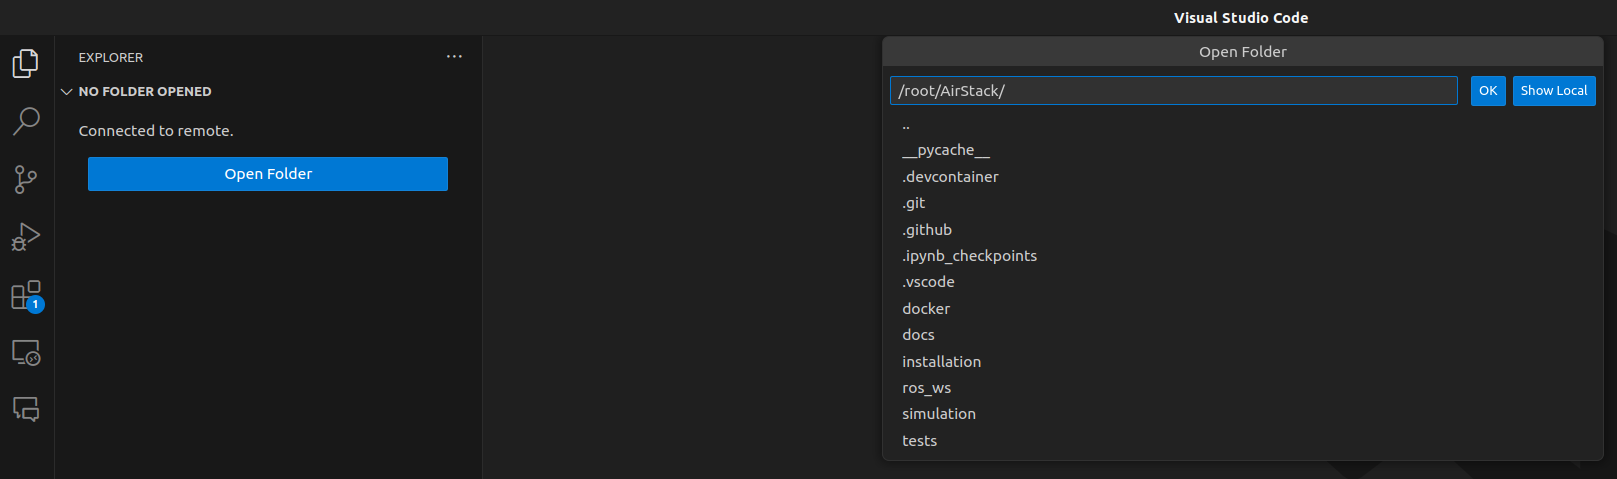 Visual Studio Code
EXPLORER
NO FOLDER OPENED
Connected to remote.
Open Folder
1
Open Folder
/root/AirStack/
OK
Show Local
..
__pycache__
.devcontainer
.git
.github
.ipynb_checkpoints
.vscode
docker
docs
installation
ros_ws
simulation
tests